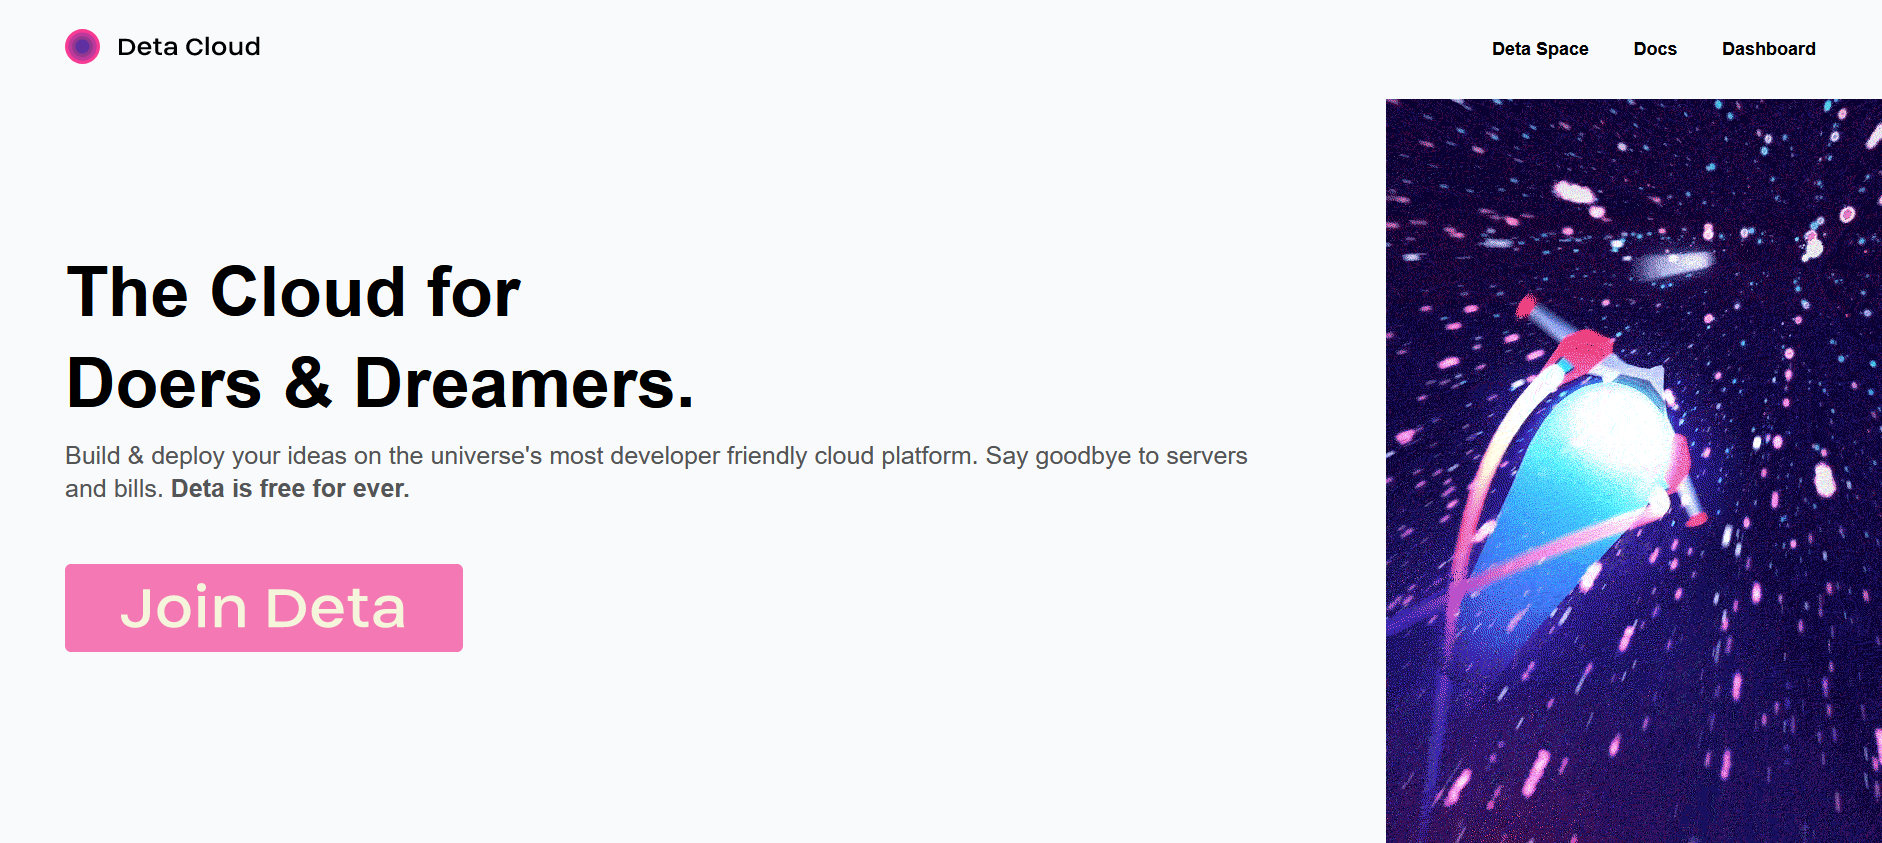 Deta Cloud
Deta Space
Docs
Dashboard
The Cloud for
Doers & Dreamers.
Build & deploy your ideas on the universe's most developer friendly cloud platform. Say goodbye to servers
and bills. Deta is free for ever.
Join Deta